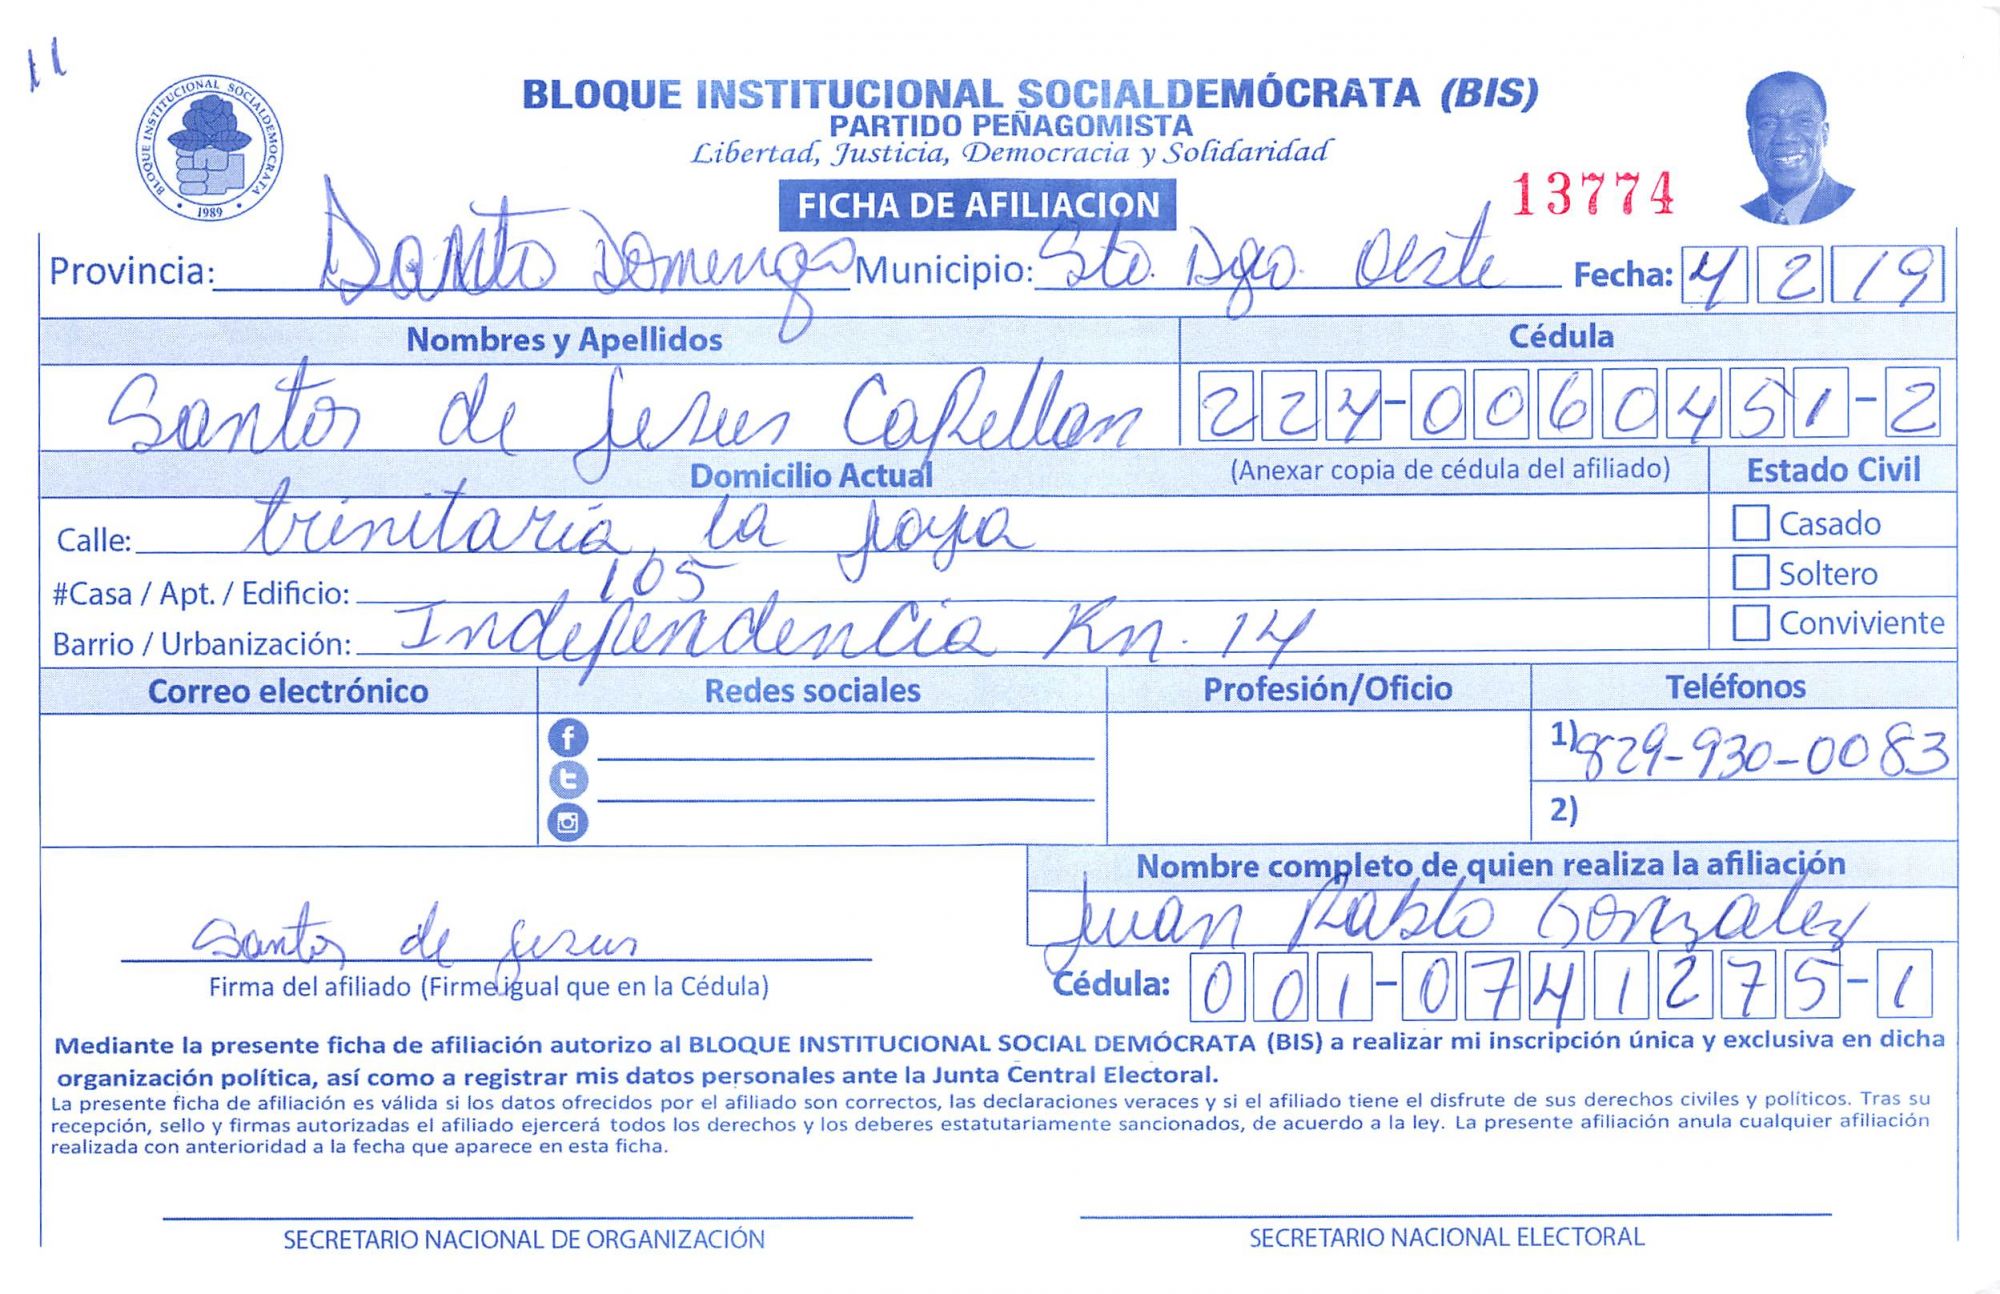 11
BLOQUE INSTITUCIONAL SOCIALDEMÓCRATA
1989
BLOQUE INSTITUCIONAL SOCIALDEMÓCRATA (BIS)
PARTIDO PEÑAGOMISTA
Libertad, Justicia, Democracia y Solidaridad
FICHA DE AFILIACION
13774
Provincia: Santo Domingo Municipio: Sto. Dgo. Oeste Fecha: 4 2 19
Nombres y Apellidos Cédula
Santos de Jesus Capellan 224-0060451-2
Domicilio Actual (Anexar copia de cédula del afiliado) Estado Civil
Calle: trinitaria, la joya Casado
#Casa / Apt. / Edificio: 105 Soltero
Barrio / Urbanización: Independencia Km. 14 Conviviente
Correo electrónico Redes sociales Profesión/Oficio Teléfonos
1) 829-930-0083
2)
Nombre completo de quien realiza la afiliación
Juan Pablo Gonzalez
Santos de Jesus
Firma del afiliado (Firme igual que en la Cédula) Cédula: 001-0741275-1
Mediante la presente ficha de afiliación autorizo al BLOQUE INSTITUCIONAL SOCIAL DEMÓCRATA (BIS) a realizar mi inscripción única y exclusiva en dicha
organización política, así como a registrar mis datos personales ante la Junta Central Electoral.
La presente ficha de afiliación es válida si los datos ofrecidos por el afiliado son correctos, las declaraciones veraces y si el afiliado tiene el disfrute de sus derechos civiles y políticos. Tras su
recepción, sello y firmas autorizadas el afiliado ejercerá todos los derechos y los deberes estatutariamente sancionados, de acuerdo a la ley. La presente afiliación anula cualquier afiliación
realizada con anterioridad a la fecha que aparece en esta ficha.
SECRETARIO NACIONAL DE ORGANIZACIÓN SECRETARIO NACIONAL ELECTORAL